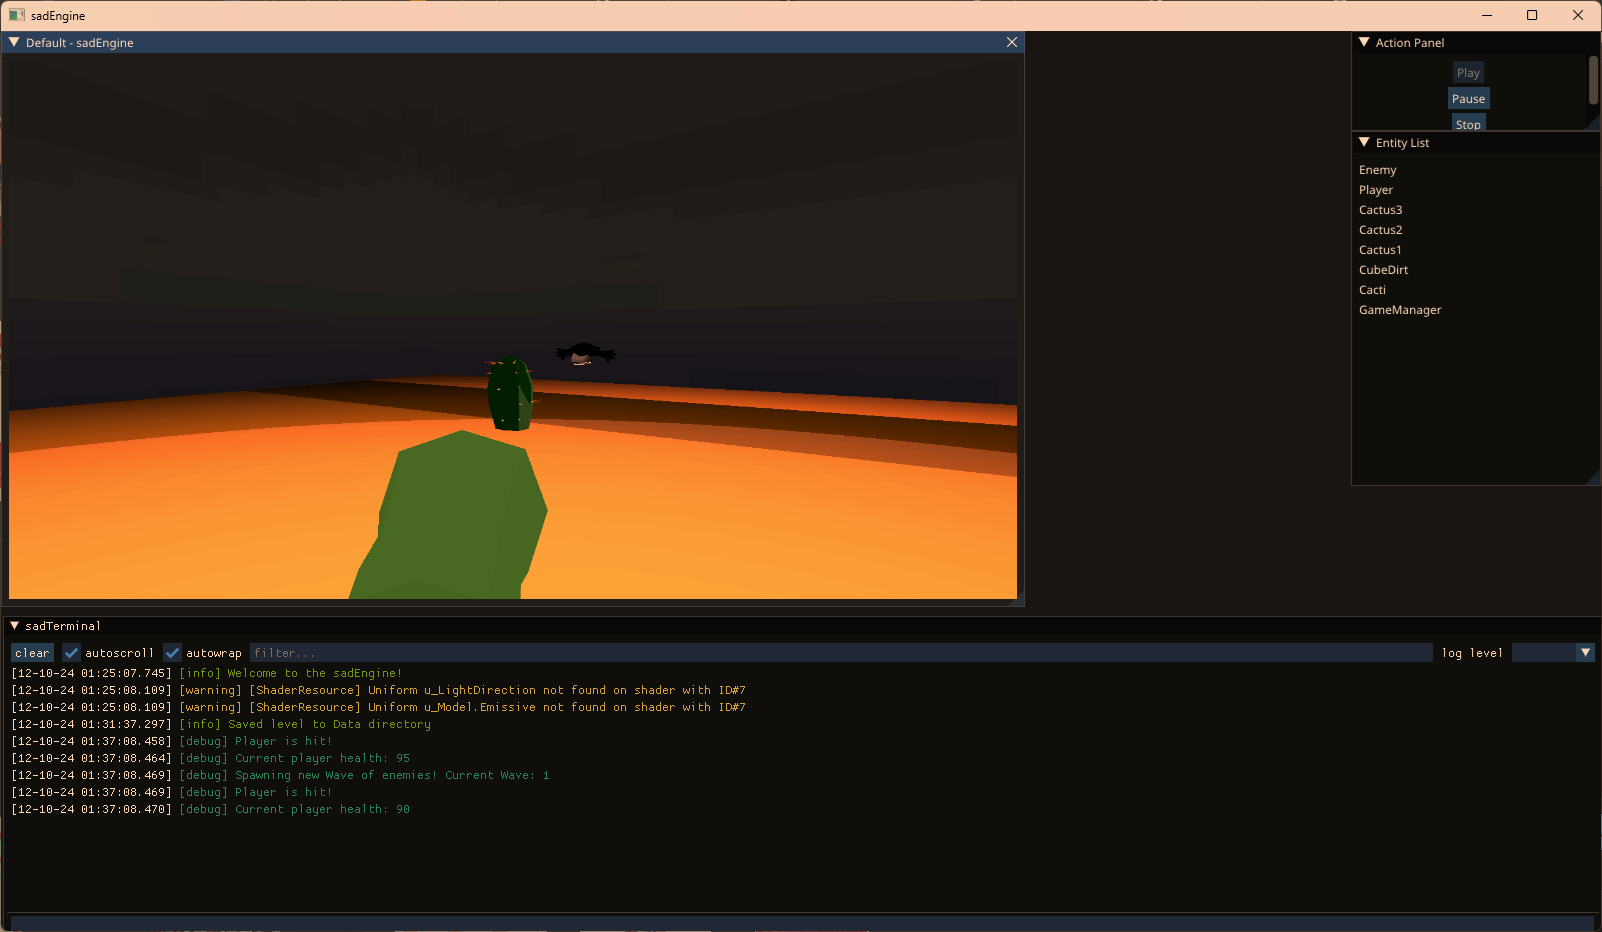 sadEngine
Default - sadEngine
Action Panel
Play
Pause
Stop
Entity List
Enemy
Player
Cactus3
Cactus2
Cactus1
CubeDirt
Cacti
GameManager
sadTerminal
clear autoscroll autowrap filter... log level
[12-10-24 01:25:07.745] [info] Welcome to the sadEngine!
[12-10-24 01:25:08.109] [warning] [ShaderResource] Uniform u_LightDirection not found on shader with ID#7
[12-10-24 01:25:08.109] [warning] [ShaderResource] Uniform u_Model.Emissive not found on shader with ID#7
[12-10-24 01:31:37.297] [info] Saved level to Data directory
[12-10-24 01:37:08.458] [debug] Player is hit!
[12-10-24 01:37:08.464] [debug] Current player health: 95
[12-10-24 01:37:08.469] [debug] Spawning new Wave of enemies! Current Wave: 1
[12-10-24 01:37:08.469] [debug] Player is hit!
[12-10-24 01:37:08.470] [debug] Current player health: 90